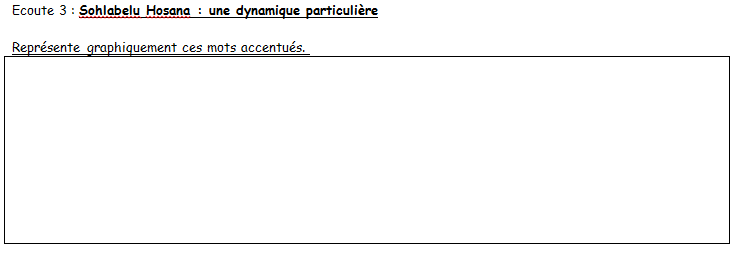 Ecoute 3 : Sohlabelu Hosana : une dynamique particulière
Représente graphiquement ces mots accentués.